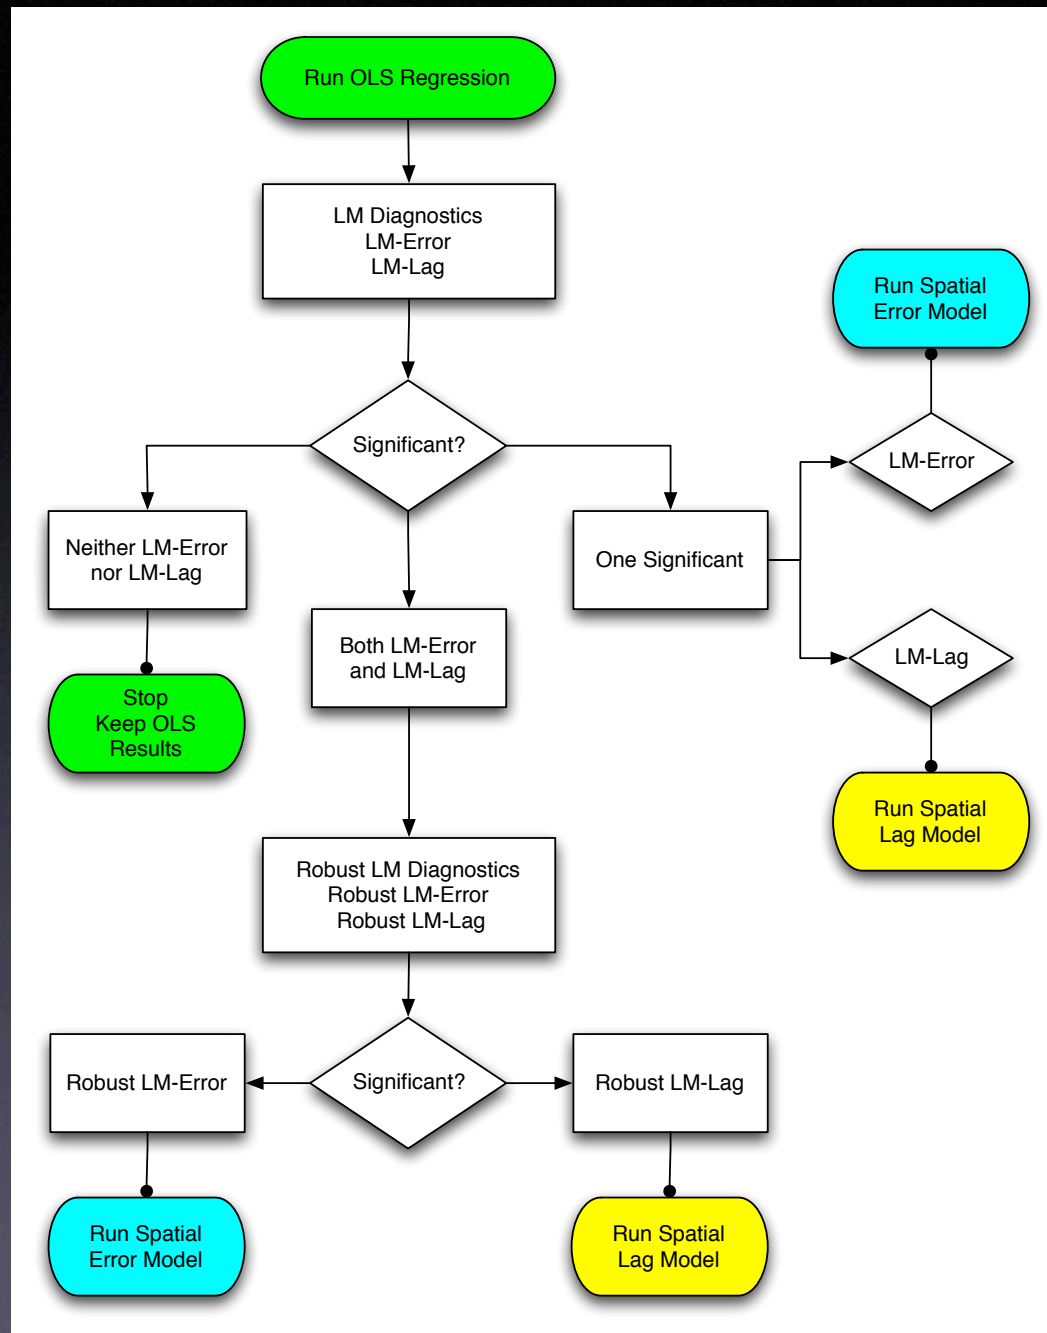 Run OLS Regression
LM Diagnostics
LM-Error
LM-Lag
Run Spatial
Error Model
Significant?
LM-Error
Neither LM-Error
nor LM-Lag
One Significant
Both LM-Error
and LM-Lag
LM-Lag
Stop
Keep OLS
Results
Run Spatial
Lag Model
Robust LM Diagnostics
Robust LM-Error
Robust LM-Lag
Robust LM-Error
Significant?
Robust LM-Lag
Run Spatial
Error Model
Run Spatial
Lag Model